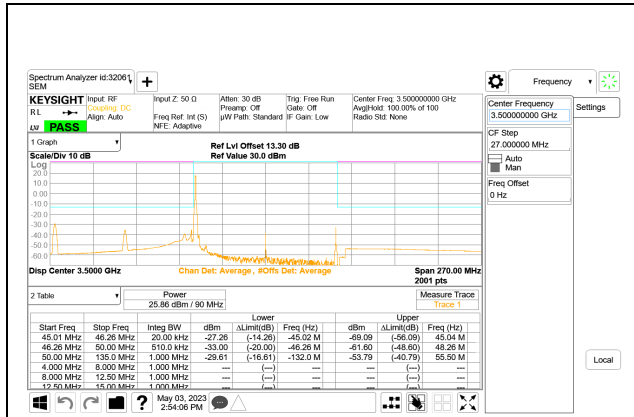 Spectrum Analyzer id:32061
SEM
+
Frequency
KEYSIGHT
RL
LM PASS
Input: RF
Coupling: DC
Align: Auto
Input Z: 50 Ω
Freq Ref: Int (S)
NFE: Adaptive
Atten: 30 dB
Preamp: Off
µW Path: Standard
Trig: Free Run
Gate: Off
IF Gain: Low
Center Freq: 3.500000000 GHz
Avg|Hold: 100.00% of 100
Radio Std: None
Center Frequency
3.500000000 GHz
Settings
CF Step
27.000000 MHz
Auto
Man
Freq Offset
0 Hz
1 Graph
Scale/Div 10 dB
Ref Lvl Offset 13.30 dB
Ref Value 30.0 dBm
Log
20.0
10.0
0.00
-10.0
-20.0
-30.0
-40.0
-50.0
-60.0
Disp Center 3.5000 GHz
Chan Det: Average, #Offs Det: Average
Span 270.00 MHz
2001 pts
2 Table
Power
25.86 dBm / 90 MHz
Measure Trace
Trace 1
Lower Upper
Start Freq Stop Freq Integ BW dBm ΔLimit(dB) Freq (Hz) dBm ΔLimit(dB) Freq (Hz)
45.01 MHz 46.26 MHz 20.00 kHz -27.26 (-14.26) -45.02 M -69.09 (-56.09) 45.04 M
46.26 MHz 50.00 MHz 510.0 kHz -33.00 (-20.00) -46.26 M -61.60 (-48.60) 48.26 M
50.00 MHz 135.0 MHz 1.000 MHz -29.61 (-16.61) -132.0 M -53.79 (-40.79) 55.50 M
4.000 MHz 8.000 MHz 1.000 MHz --- (---) --- (---)
8.000 MHz 12.50 MHz 1.000 MHz --- (---) --- (---)
12.50 MHz 15.00 MHz 1.000 MHz --- (---) --- (---)
Local
?
May 03, 2023
2:54:06 PM